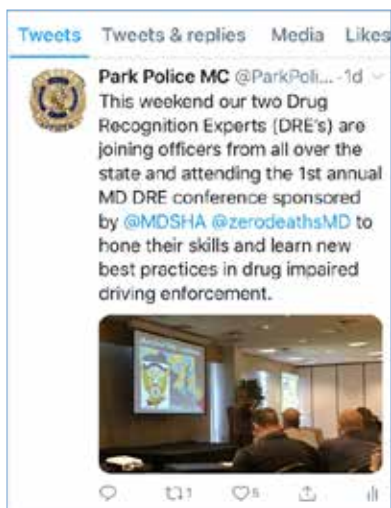 Tweets Tweets & replies Media Likes
Park Police MC @ParkPoli... · 1d
This weekend our two Drug
Recognition Experts (DRE's) are
joining officers from all over the
state and attending the 1st annual
MD DRE conference sponsored
by @MDSHA @zerodeathsMD to
hone their skills and learn new
best practices in drug impaired
driving enforcement.
1 5